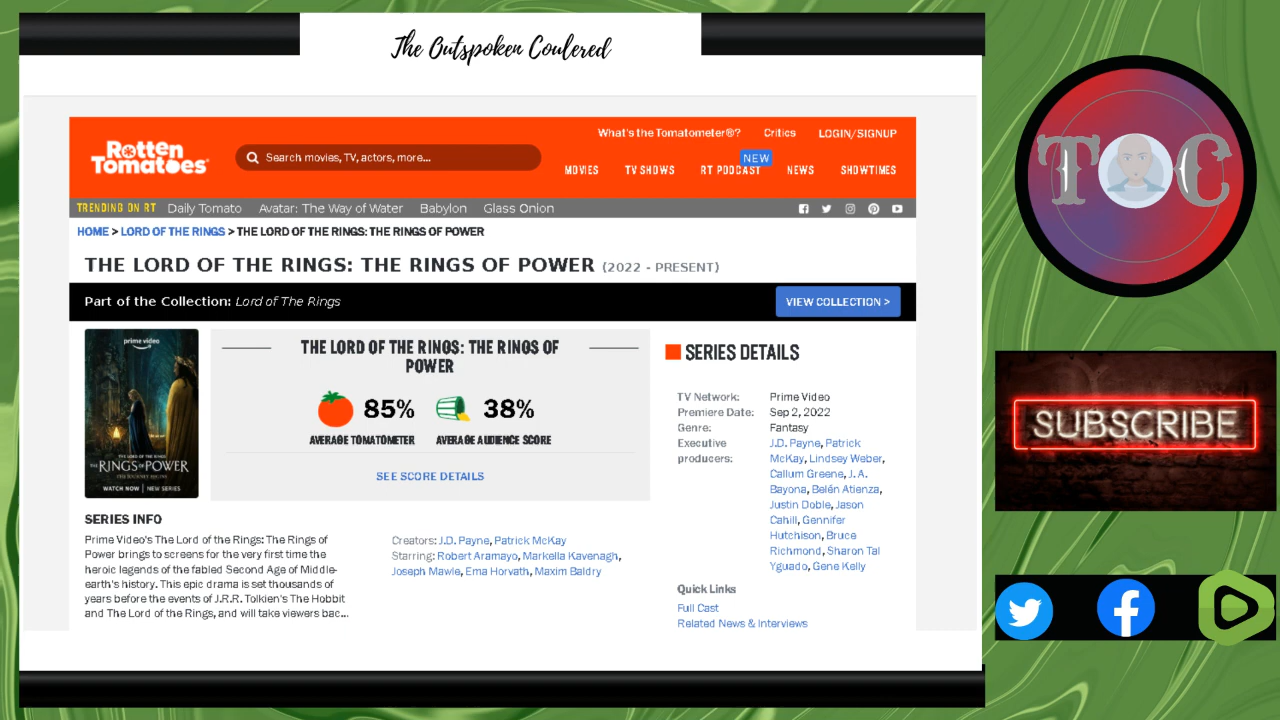 The Outspoken Coulered
Rotten Tomatoes®
Search movies, TV, actors, more...
What's the Tomatometer®?
Critics
LOGIN/SIGNUP
MOVIES
TV SHOWS
NEW
RT PODCAST
NEWS
SHOWTIMES
TRENDING ON RT
Daily Tomato
Avatar: The Way of Water
Babylon
Glass Onion
HOME > LORD OF THE RINGS > THE LORD OF THE RINGS: THE RINGS OF POWER
THE LORD OF THE RINGS: THE RINGS OF POWER (2022 - PRESENT)
Part of the Collection: Lord of The Rings
VIEW COLLECTION >
prime video
THE LORD OF THE RINGS
THE RINGS OF POWER
WATCH NOW | NEW SERIES
THE LORD OF THE RINGS: THE RINGS OF
POWER
85%
38%
AVERAGE TOMATOMETER
AVERAGE AUDIENCE SCORE
SEE SCORE DETAILS
SERIES INFO
Prime Video's The Lord of the Rings: The Rings of
Power brings to screens for the very first time the
heroic legends of the fabled Second Age of Middle-
earth's history. This epic drama is set thousands of
years before the events of J.R.R. Tolkien's The Hobbit
and The Lord of the Rings, and will take viewers bac...
Creators: J.D. Payne, Patrick McKay
Starring: Robert Aramayo, Markella Kavenagh,
Joseph Mawle, Ema Horvath, Maxim Baldry
SERIES DETAILS
TV Network: Prime Video
Premiere Date: Sep 2, 2022
Genre: Fantasy
Executive producers: J.D. Payne, Patrick
McKay, Lindsey Weber,
Callum Greene, J. A.
Bayona, Belén Atienza,
Justin Doble, Jason
Cahill, Gennifer
Hutchison, Bruce
Richmond, Sharon Tal
Yguado, Gene Kelly
Quick Links
Full Cast
Related News & Interviews
TOC
SUBSCRIBE